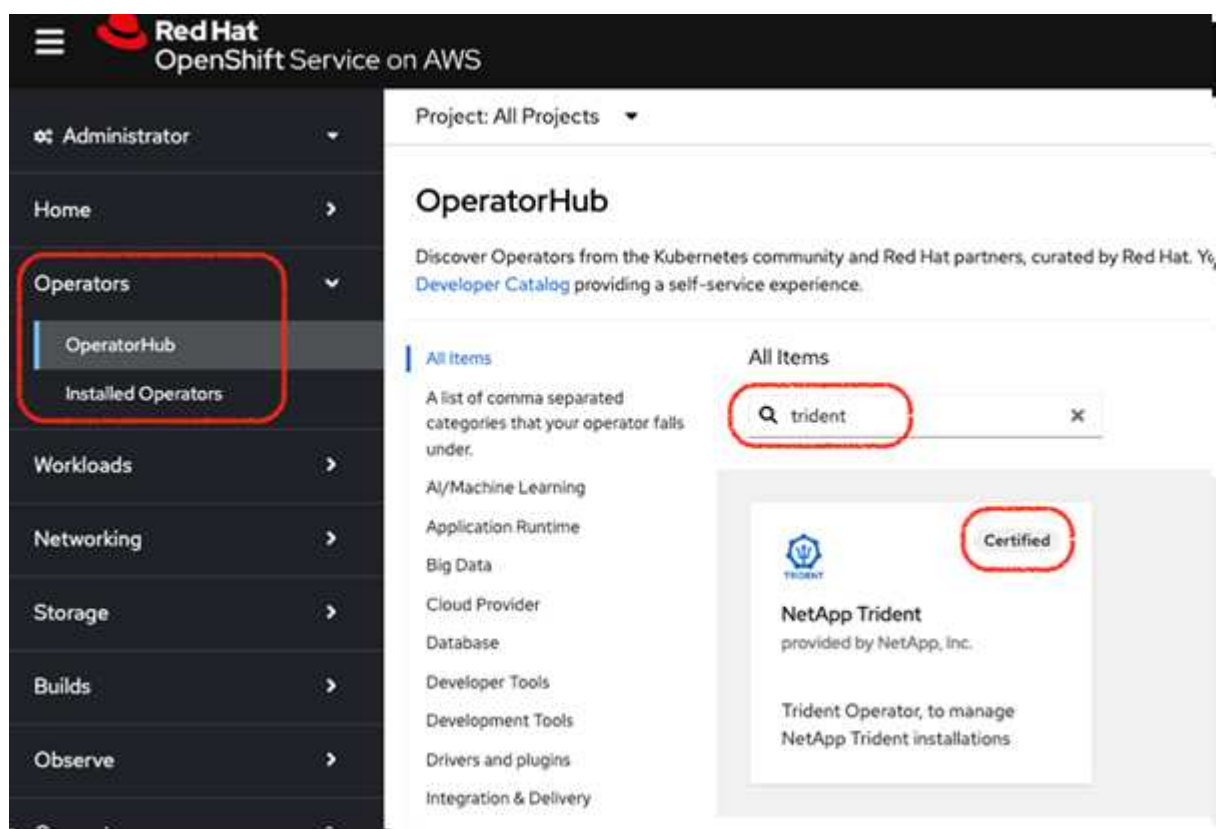 Red Hat
OpenShift Service on AWS
Administrator
Home
Operators
OperatorHub
Installed Operators
Workloads
Networking
Storage
Builds
Observe
Project: All Projects
OperatorHub
Discover Operators from the Kubernetes community and Red Hat partners, curated by Red Hat.
Developer Catalog providing a self-service experience.
All Items
A list of comma separated
categories that your operator falls
under.
AI/Machine Learning
Application Runtime
Big Data
Cloud Provider
Database
Developer Tools
Development Tools
Drivers and plugins
Integration & Delivery
All Items
trident
Certified
TRIDENT
NetApp Trident
provided by NetApp, Inc.
Trident Operator, to manage
NetApp Trident installations